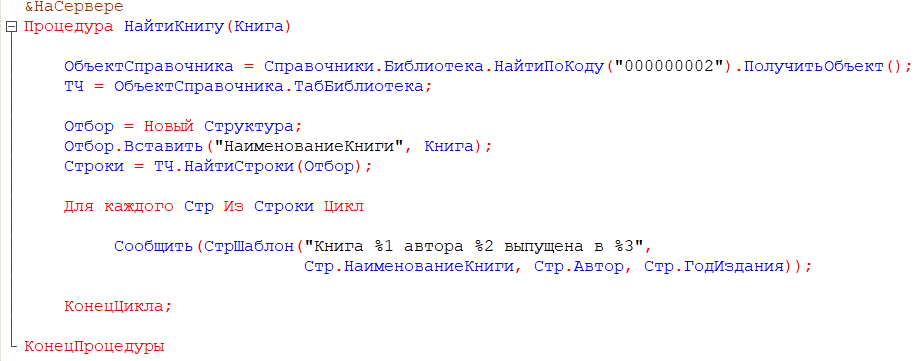 &НаСервере
Процедура НайтиКнигу(Книга)
ОбъектСправочника = Справочники.Библиотека.НайтиПоКоду("000000002").ПолучитьОбъект();
ТЧ = ОбъектСправочника.ТабБиблиотека;
Отбор = Новый Структура;
Отбор.Вставить("НаименованиеКниги", Книга);
Строки = ТЧ.НайтиСтроки(Отбор);
Для каждого Стр Из Строки Цикл
Сообщить(СтрШаблон("Книга %1 автора %2 выпущена в %3",
Стр.НаименованиеКниги, Стр.Автор, Стр.ГодИздания));
КонецЦикла;
КонецПроцедуры